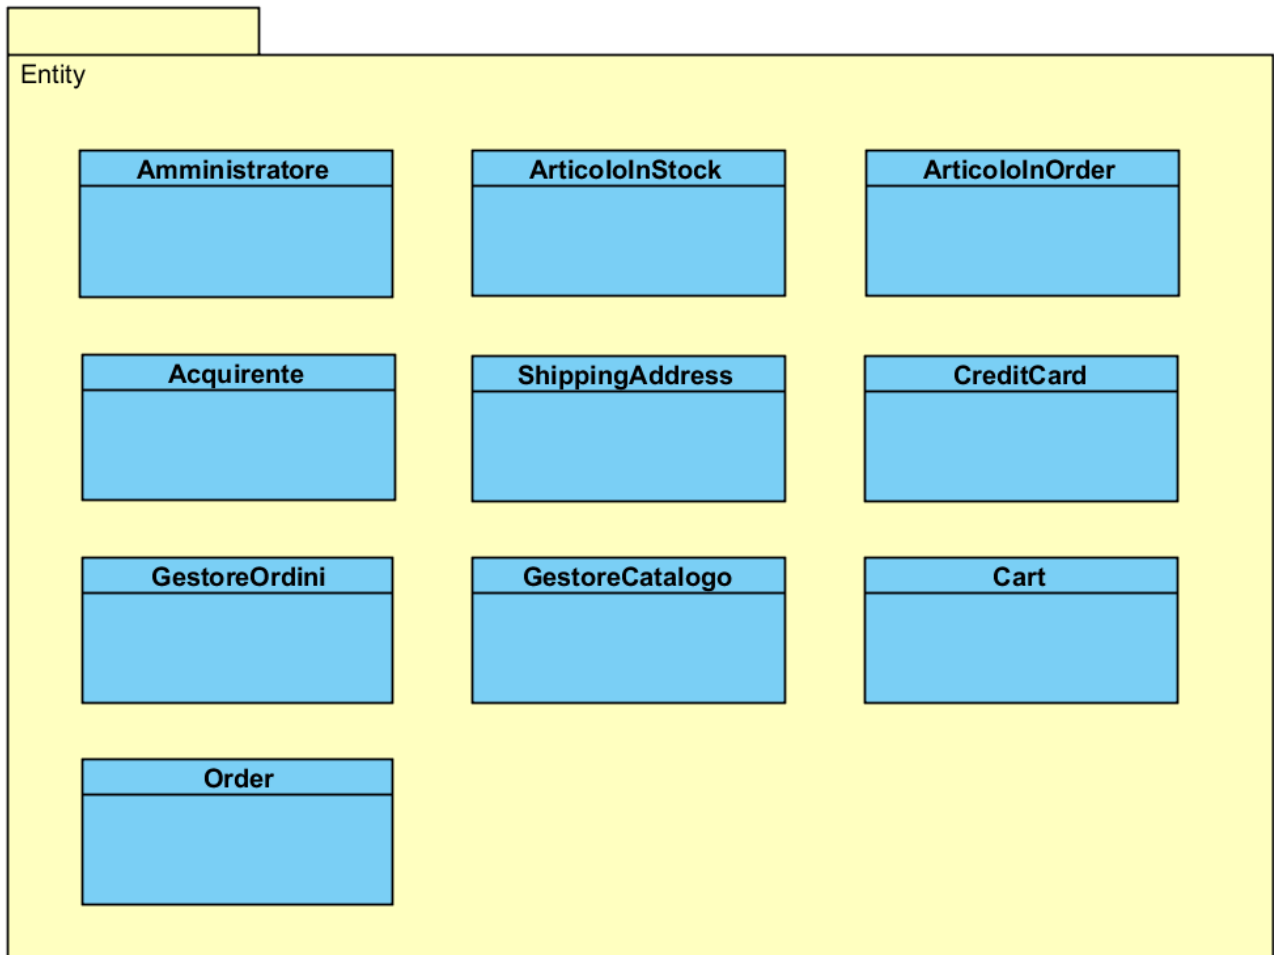 Entity
Amministratore
ArticoloInStock
ArticoloInOrder
Acquirente
ShippingAddress
CreditCard
GestoreOrdini
GestoreCatalogo
Cart
Order